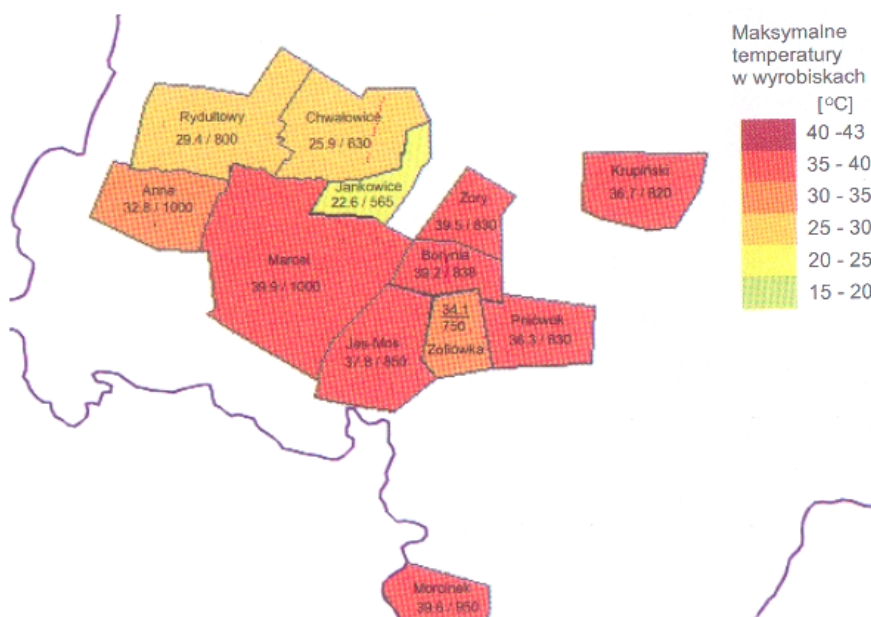 Maksymalne
temperatury
w wyrobiskach
[°C]
40 -43
35 - 40
30 - 35
25 - 30
20 - 25
15 - 20
Rydułtowy
29.4 / 800
Chwałowice
25.9 / 630
Jankowice
22.6 / 565
Anna
32.8 / 1000
Marcel
39.9 / 1000
Żory
39.5 / 830
Borynia
39.2 / 838
Krupiński
36.7 / 820
34.1
750
Zofiówka
Pniówek
36.3 / 830
Jas-Mos
37.8 / 850
Morcinek
39.6 / 950